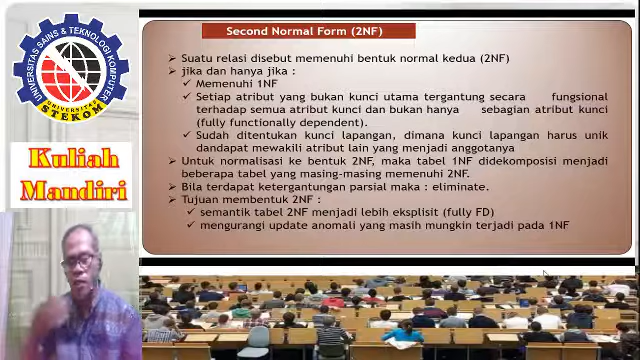 UNIVERSITAS SAINS & TEKNOLOGI KOMPUTER
UNIVERSITAS
STEKOM
Kuliah
Mandiri
Second Normal Form (2NF)
Suatu relasi disebut memenuhi bentuk normal kedua (2NF)
jika dan hanya jika :
Memenuhi 1NF
Setiap atribut yang bukan kunci utama tergantung secara fungsional
terhadap semua atribut kunci dan bukan hanya sebagian atribut kunci
(fully functionally dependent).
Sudah ditentukan kunci lapangan, dimana kunci lapangan harus unik
dandapat mewakili atribut lain yang menjadi anggotanya
Untuk normalisasi ke bentuk 2NF, maka tabel 1NF didekomposisi menjadi
beberapa tabel yang masing-masing memenuhi 2NF.
Bila terdapat ketergantungan parsial maka : eliminate.
Tujuan membentuk 2NF :
semantik tabel 2NF menjadi lebih eksplisit (fully FD)
mengurangi update anomali yang masih mungkin terjadi pada 1NF